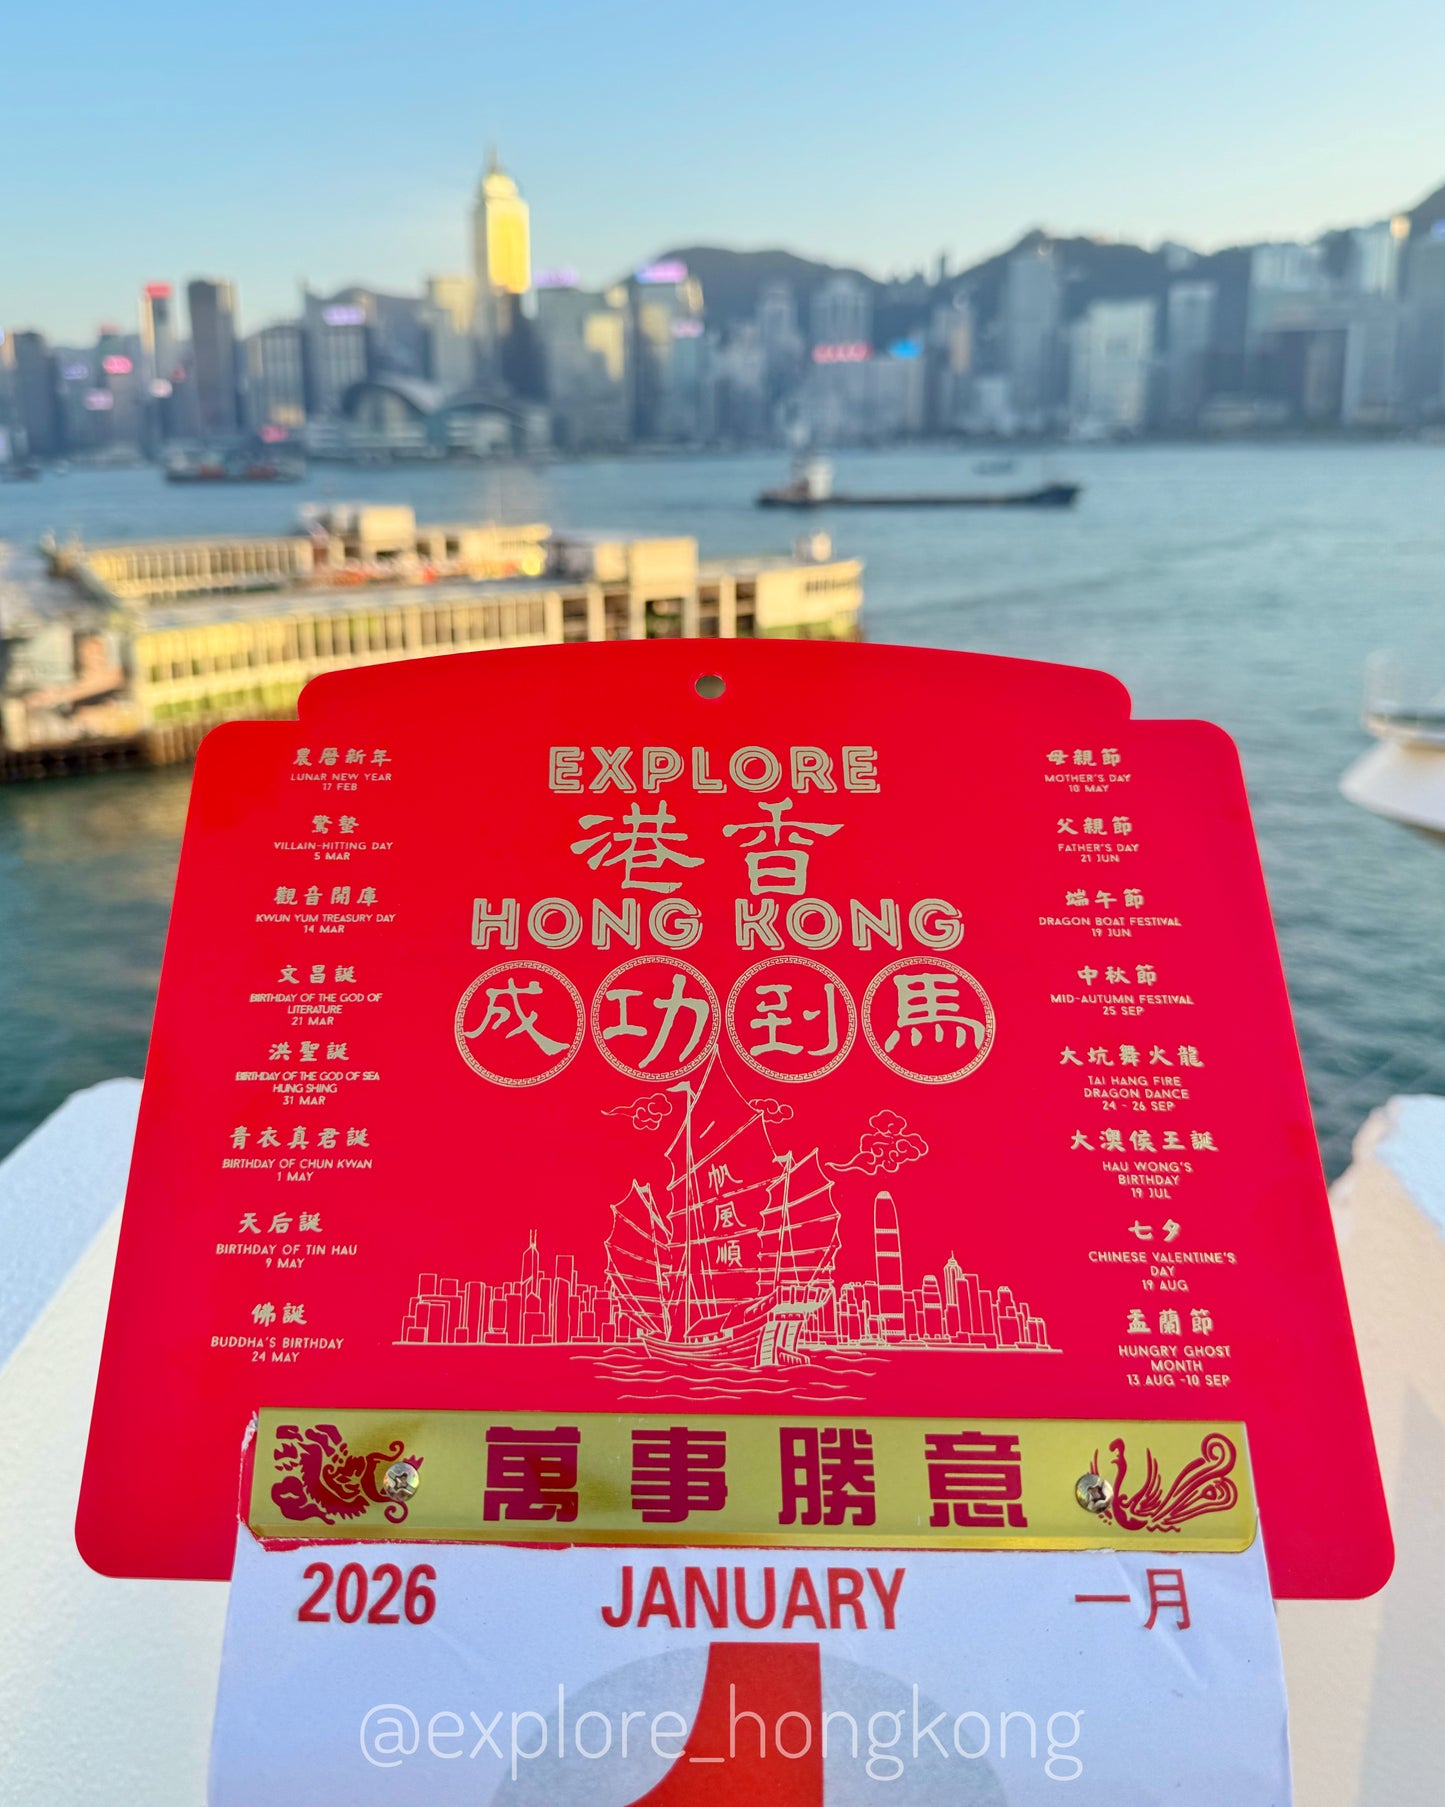 EXPLORE
港香
HONG KONG
成功到馬
帆
風
順
農曆新年
LUNAR NEW YEAR
17 FEB
驚蟄
VILLAIN-HITTING DAY
5 MAR
觀音開庫
KWUN YUM TREASURY DAY
14 MAR
文昌誕
BIRTHDAY OF THE GOD OF
LITERATURE
21 MAR
洪聖誕
BIRTHDAY OF THE GOD OF SEA
HUNG SHING
31 MAR
青衣真君誕
BIRTHDAY OF CHUN KWAN
1 MAY
天后誕
BIRTHDAY OF TIN HAU
9 MAY
佛誕
BUDDHA'S BIRTHDAY
24 MAY
母親節
MOTHER'S DAY
10 MAY
父親節
FATHER'S DAY
21 JUN
端午節
DRAGON BOAT FESTIVAL
19 JUN
中秋節
MID-AUTUMN FESTIVAL
25 SEP
大坑舞火龍
TAI HANG FIRE
DRAGON DANCE
24 - 26 SEP
大澳侯王誕
HAU WONG'S
BIRTHDAY
19 JUL
七夕
CHINESE VALENTINE'S
DAY
19 AUG
盂蘭節
HUNGRY GHOST
MONTH
13 AUG -10 SEP
萬事勝意
2026 JANUARY 一月
1
@explore_hongkong